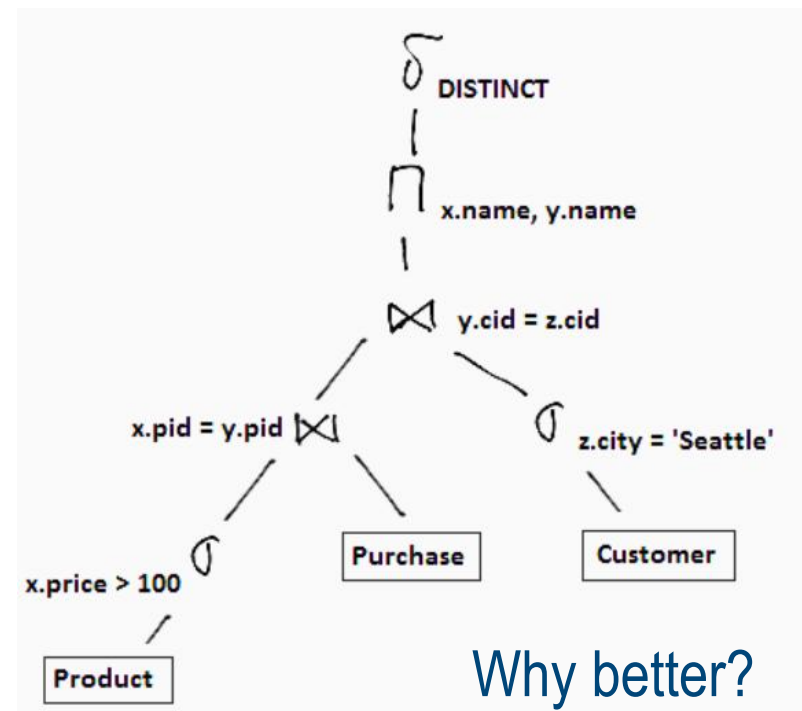 δ DISTINCT
Π x.name, y.name
⋈ y.cid = z.cid
x.pid = y.pid ⋈
σ z.city = 'Seattle'
Purchase
Customer
x.price > 100 σ
Product
Why better?